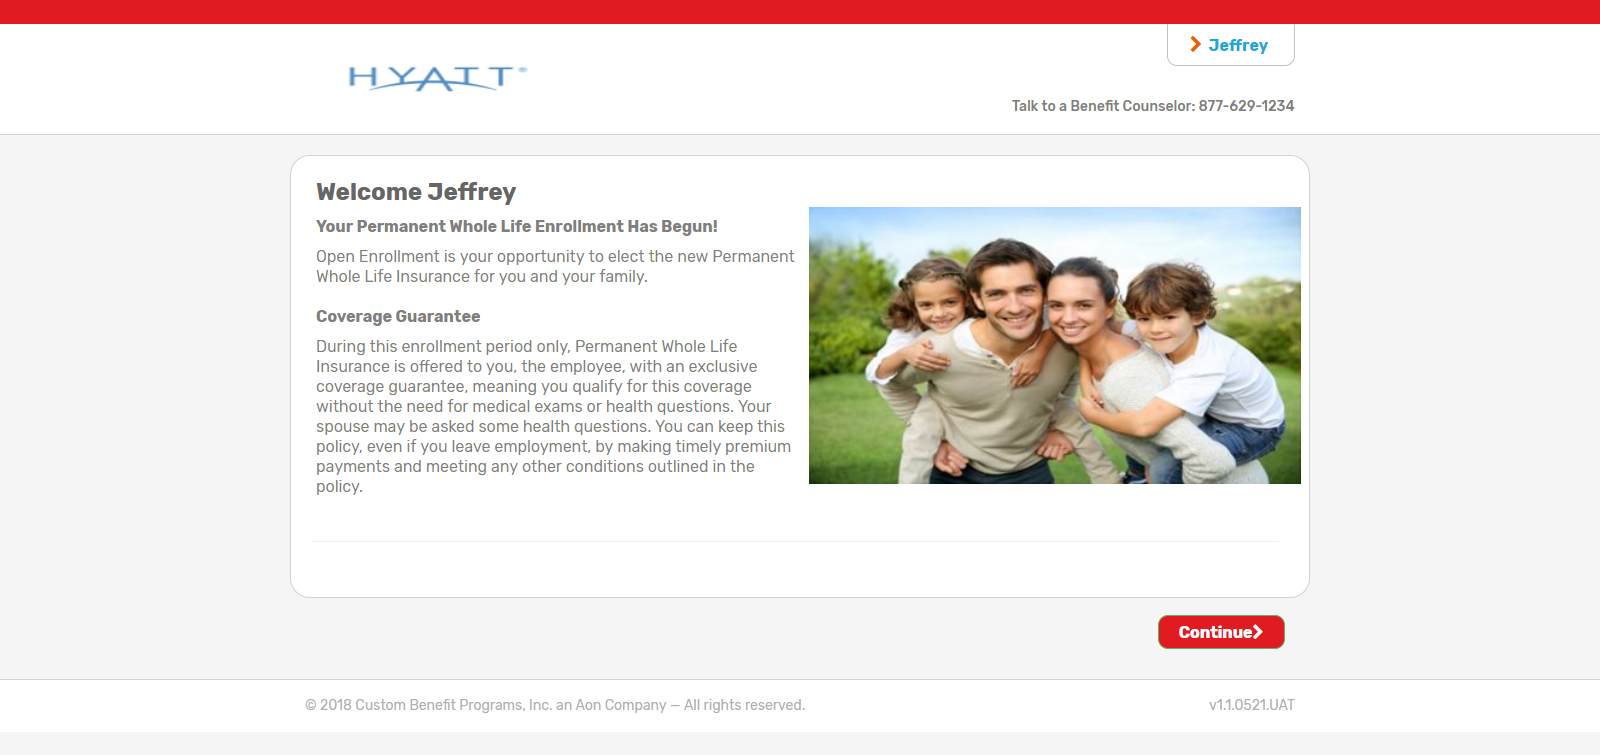 Jeffrey
HYATT®
Talk to a Benefit Counselor: 877-629-1234
Welcome Jeffrey
Your Permanent Whole Life Enrollment Has Begun!
Open Enrollment is your opportunity to elect the new Permanent
Whole Life Insurance for you and your family.
Coverage Guarantee
During this enrollment period only, Permanent Whole Life
Insurance is offered to you, the employee, with an exclusive
coverage guarantee, meaning you qualify for this coverage
without the need for medical exams or health questions. Your
spouse may be asked some health questions. You can keep this
policy, even if you leave employment, by making timely premium
payments and meeting any other conditions outlined in the
policy.
Continue
© 2018 Custom Benefit Programs, Inc. an Aon Company — All rights reserved.
v1.1.0521.UAT